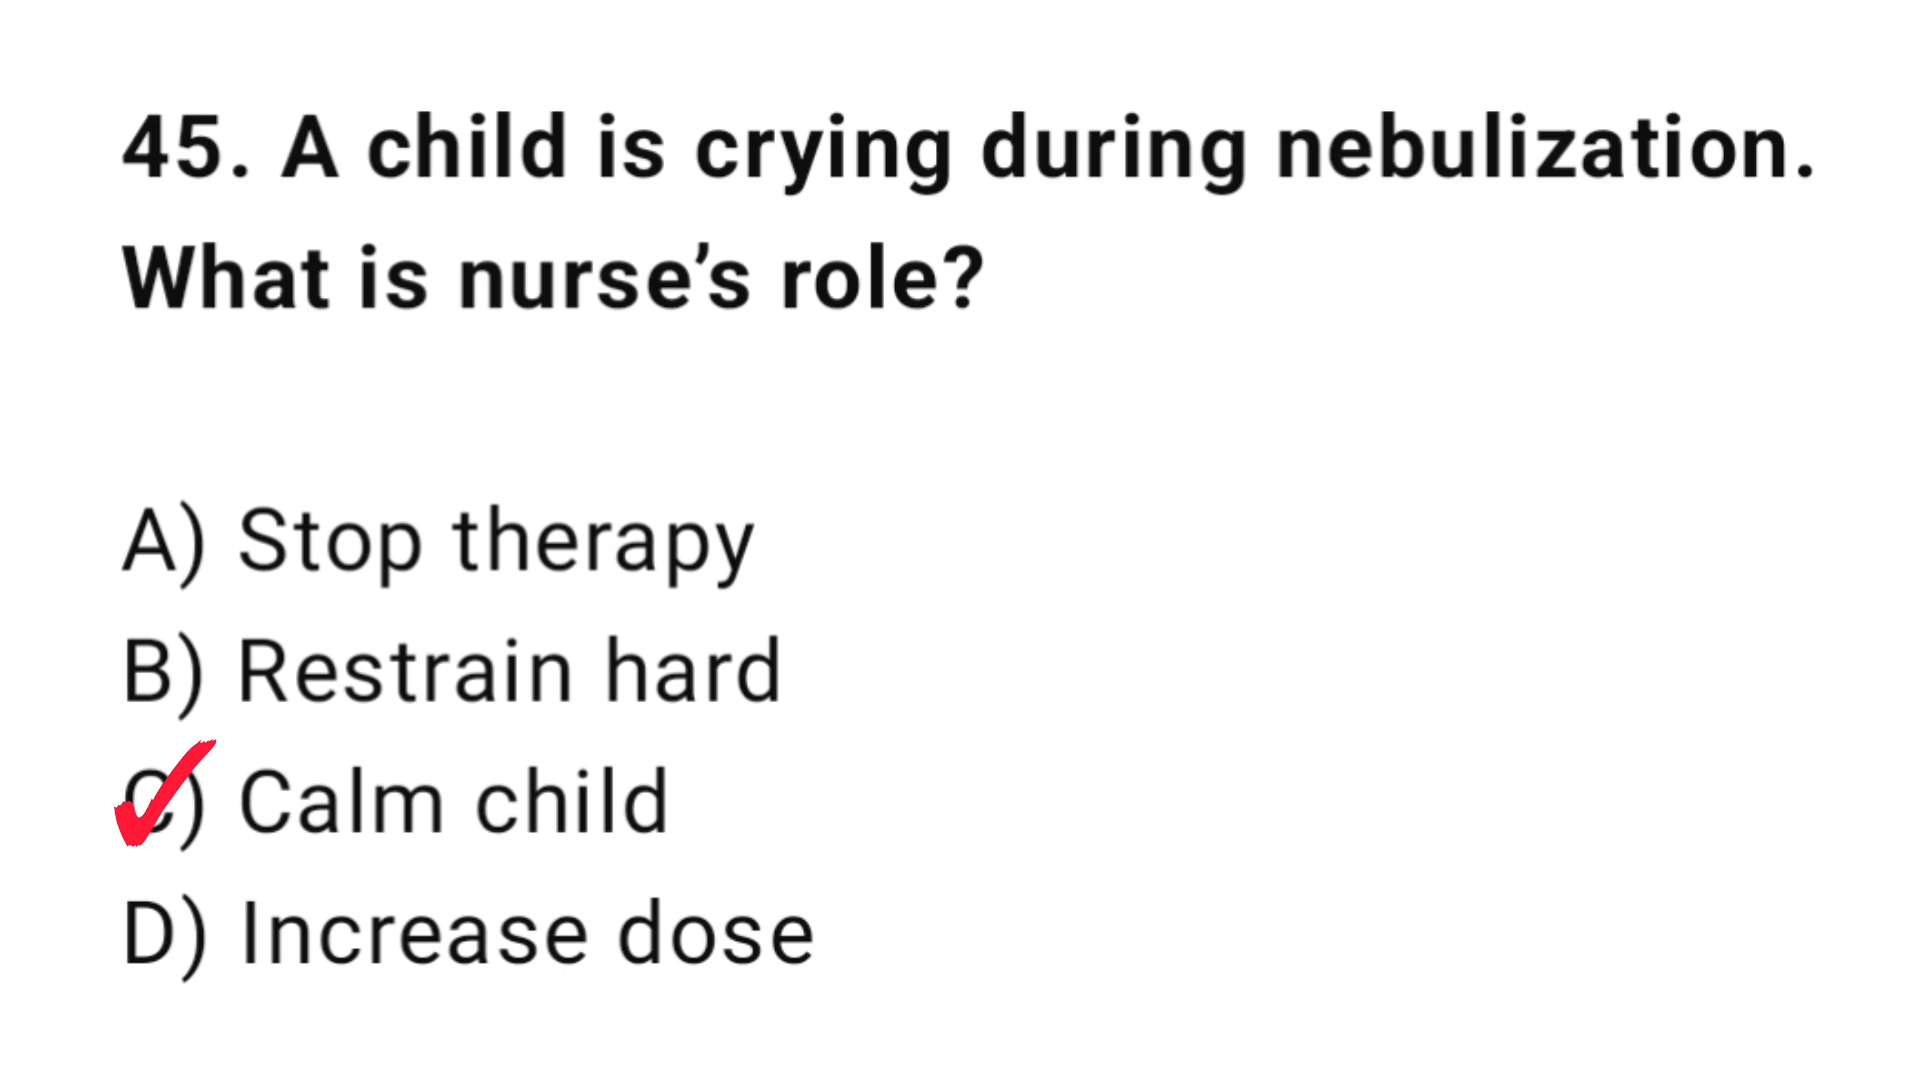 45. A child is crying during nebulization.
What is nurse’s role?
A) Stop therapy
B) Restrain hard
C) Calm child
D) Increase dose